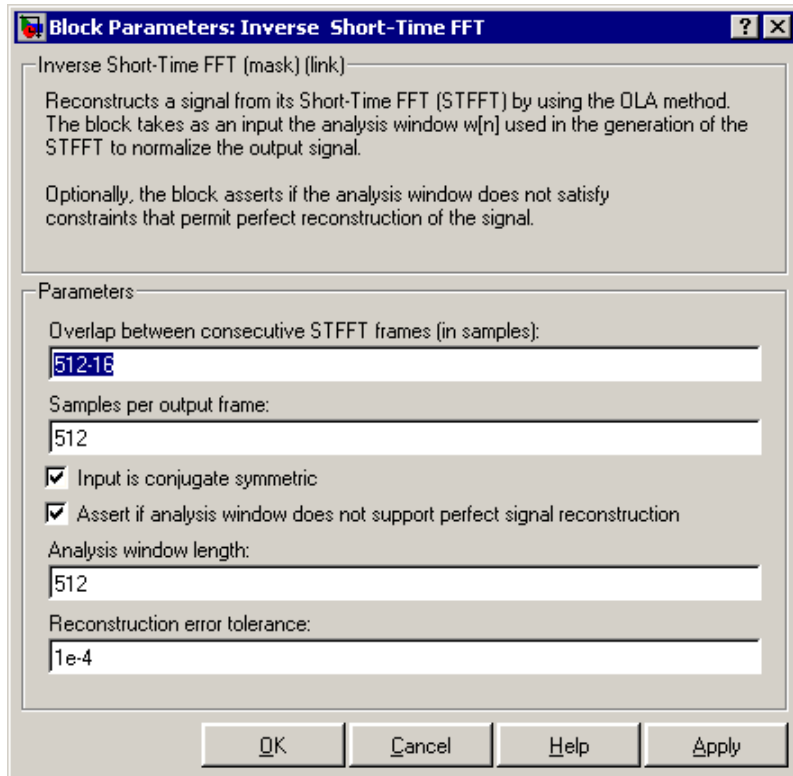 Block Parameters: Inverse Short-Time FFT
Inverse Short-Time FFT (mask) (link)
Reconstructs a signal from its Short-Time FFT (STFFT) by using the OLA method.
The block takes as an input the analysis window w[n] used in the generation of the
STFFT to normalize the output signal.
Optionally, the block asserts if the analysis window does not satisfy
constraints that permit perfect reconstruction of the signal.
Parameters
Overlap between consecutive STFFT frames (in samples):
512-16
Samples per output frame:
512
Input is conjugate symmetric
Assert if analysis window does not support perfect signal reconstruction
Analysis window length:
512
Reconstruction error tolerance:
1e-4
OK Cancel Help Apply